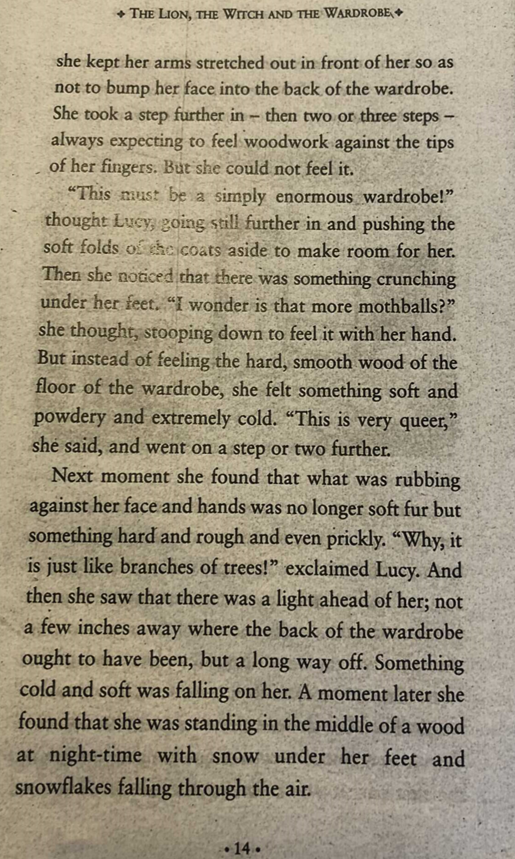 ✦ THE LION, THE WITCH AND THE WARDROBE ✦
she kept her arms stretched out in front of her so as
not to bump her face into the back of the wardrobe.
She took a step further in – then two or three steps –
always expecting to feel woodwork against the tips
of her fingers. But she could not feel it.
“This must be a simply enormous wardrobe!”
thought Lucy, going still further in and pushing the
soft folds of the coats aside to make room for her.
Then she noticed that there was something crunching
under her feet. “I wonder is that more mothballs?”
she thought, stooping down to feel it with her hand.
But instead of feeling the hard, smooth wood of the
floor of the wardrobe, she felt something soft and
powdery and extremely cold. “This is very queer,”
she said, and went on a step or two further.
Next moment she found that what was rubbing
against her face and hands was no longer soft fur but
something hard and rough and even prickly. “Why, it
is just like branches of trees!” exclaimed Lucy. And
then she saw that there was a light ahead of her; not
a few inches away where the back of the wardrobe
ought to have been, but a long way off. Something
cold and soft was falling on her. A moment later she
found that she was standing in the middle of a wood
at night-time with snow under her feet and
snowflakes falling through the air.
• 14 •